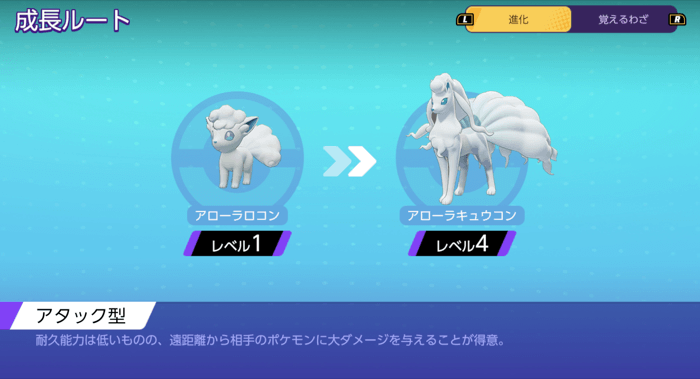 成長ルート
L 進化 覚えるわざ R
アローラロコン アローラキュウコン
レベル1 レベル4
アタック型
耐久能力は低いものの、遠距離から相手のポケモンに大ダメージを与えることが得意。